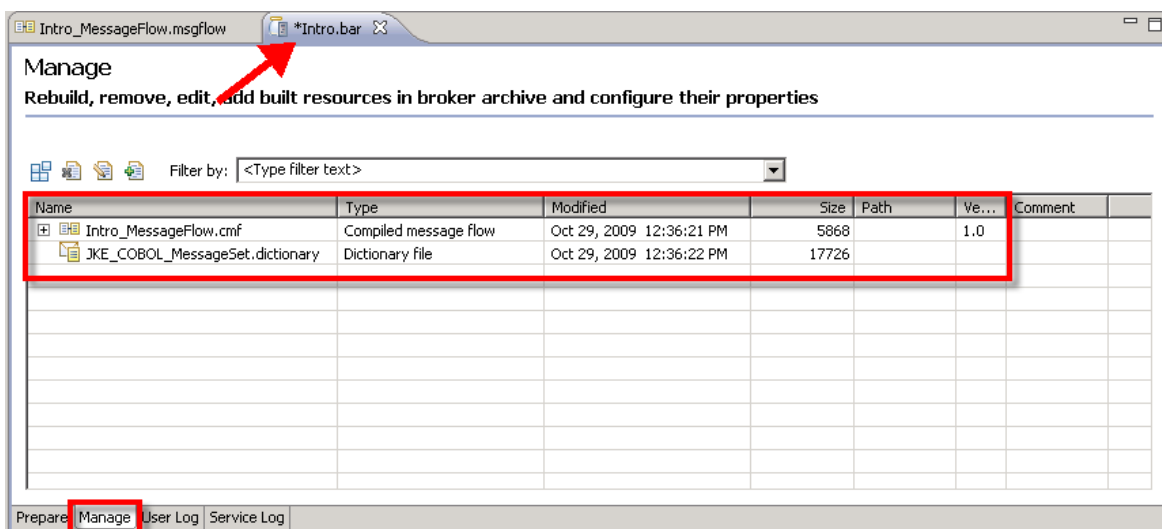 Intro_MessageFlow.msgflow *Intro.bar
Manage
Rebuild, remove, edit, add built resources in broker archive and configure their properties
Filter by: <Type filter text>
Name Type Modified Size Path Ve... Comment
Intro_MessageFlow.cmf Compiled message flow Oct 29, 2009 12:36:21 PM 5868 1.0
JKE_COBOL_MessageSet.dictionary Dictionary file Oct 29, 2009 12:36:22 PM 17726
Prepare Manage User Log Service Log